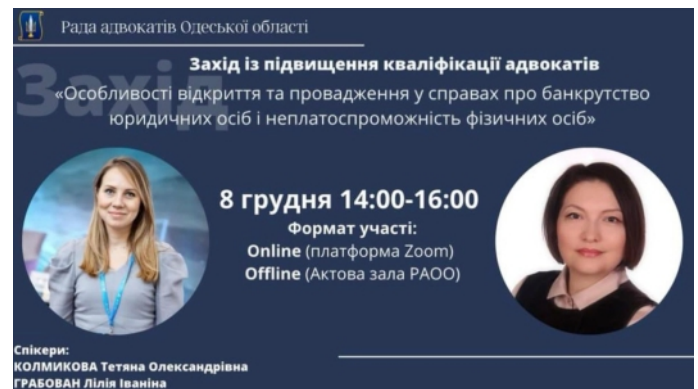 Рада адвокатів Одеської області
Захід
Захід із підвищення кваліфікації адвокатів
«Особливості відкриття та провадження у справах про банкрутство
юридичних осіб і неплатоспроможність фізичних осіб»
8 грудня 14:00-16:00
Формат участі:
Online (платформа Zoom)
Offline (Актова зала РАОО)
Спікери:
КОЛМИКОВА Тетяна Олександрівна
ГРАБОВАН Лілія Іваніна